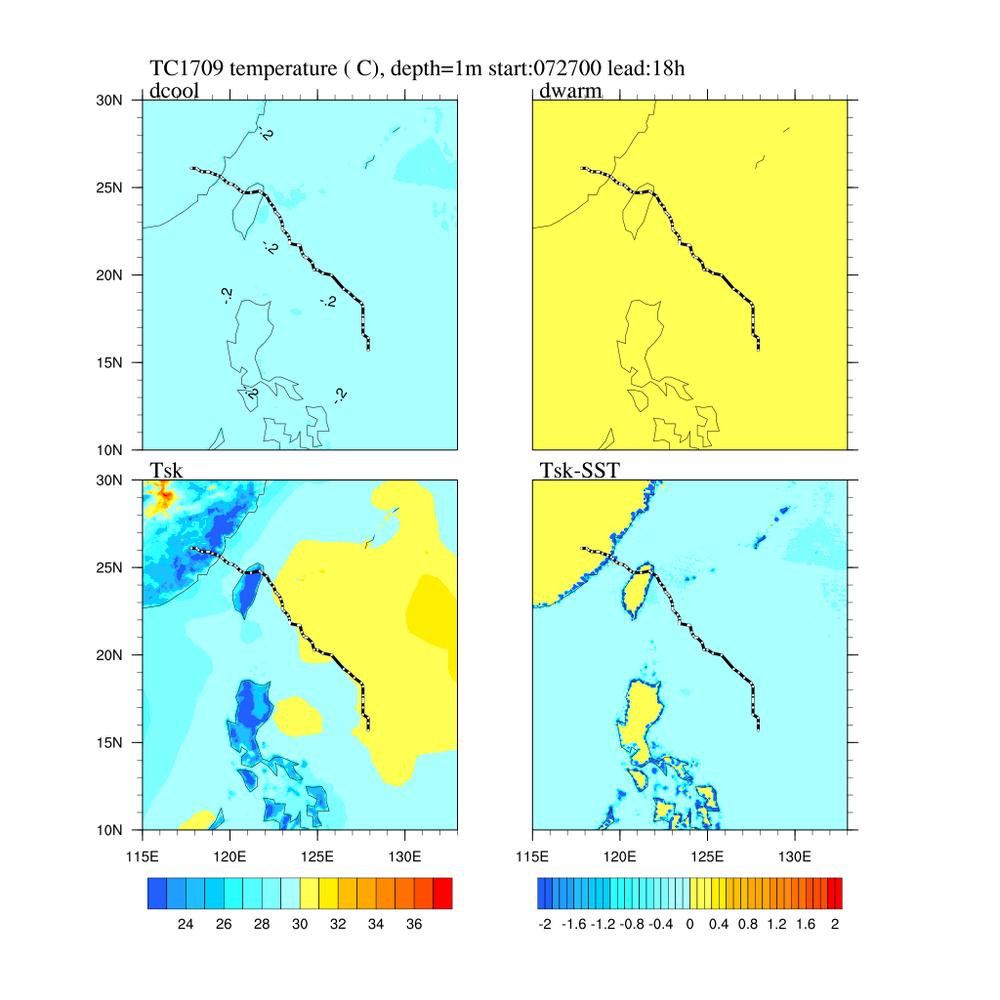 TC1709 temperature ( C), depth=1m start:072700 lead:18h
dcool dwarm
30N
25N
20N
15N
10N
-.2
-.2
-.2
-.2
-.2
-.2
Tsk Tsk-SST
30N
25N
20N
15N
10N
115E 120E 125E 130E 115E 120E 125E 130E
24 26 28 30 32 34 36 -2 -1.6 -1.2 -0.8 -0.4 0 0.4 0.8 1.2 1.6 2